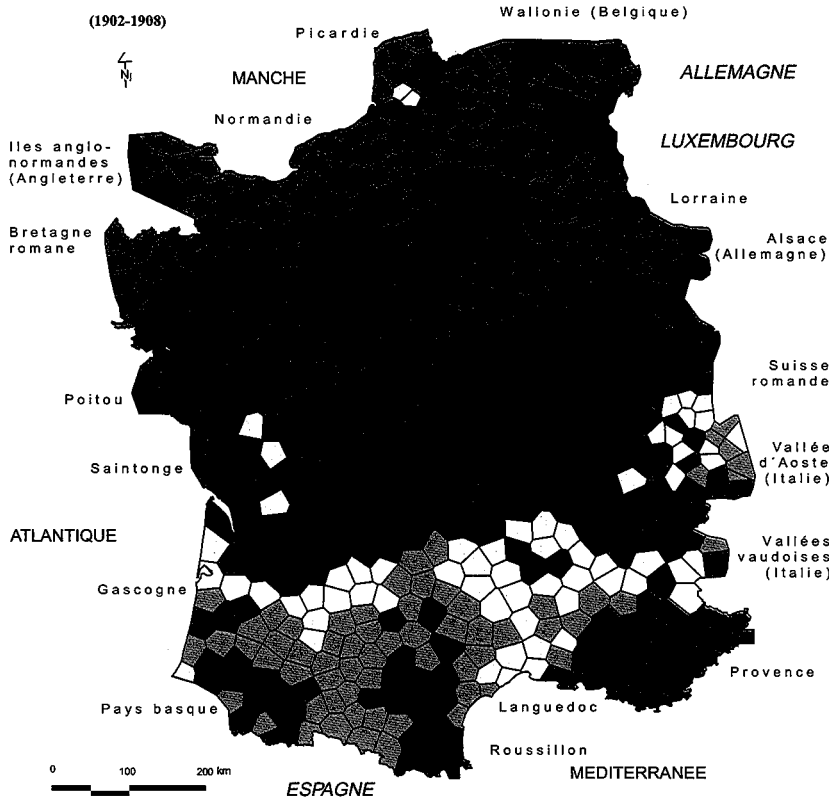 (1902-1908)
Wallonie (Belgique)
Picardie
N
MANCHE
ALLEMAGNE
Normandie
Iles anglo-
normandes
(Angleterre)
LUXEMBOURG
Lorraine
Bretagne
romane
Alsace
(Allemagne)
Suisse
romande
Poitou
Vallée
d'Aoste
(Italie)
Saintonge
ATLANTIQUE
Vallées
vaudoises
(Italie)
Gascogne
Provence
Pays basque
Languedoc
Roussillon
0 100 200 km
MEDITERRANEE
ESPAGNE